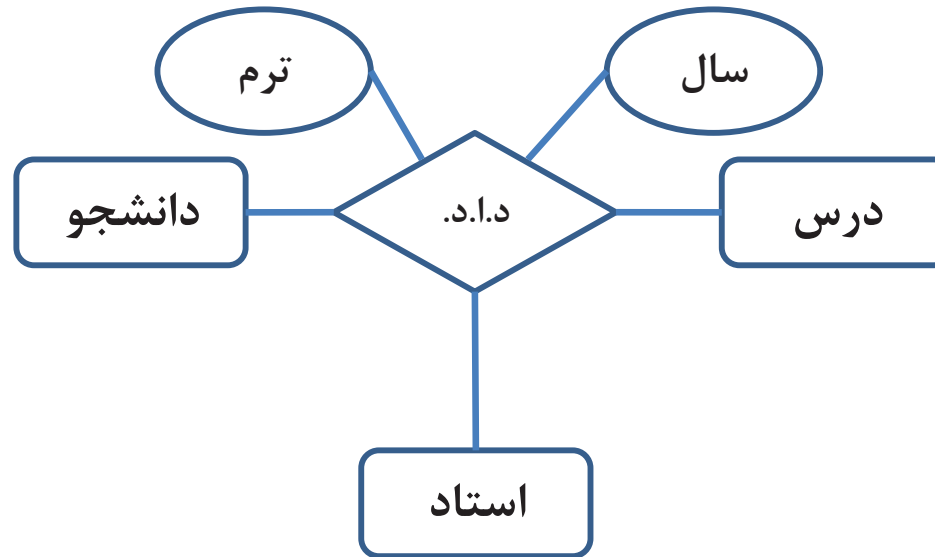 سال
ترم
درس
د.ا.د.
دانشجو
استاد